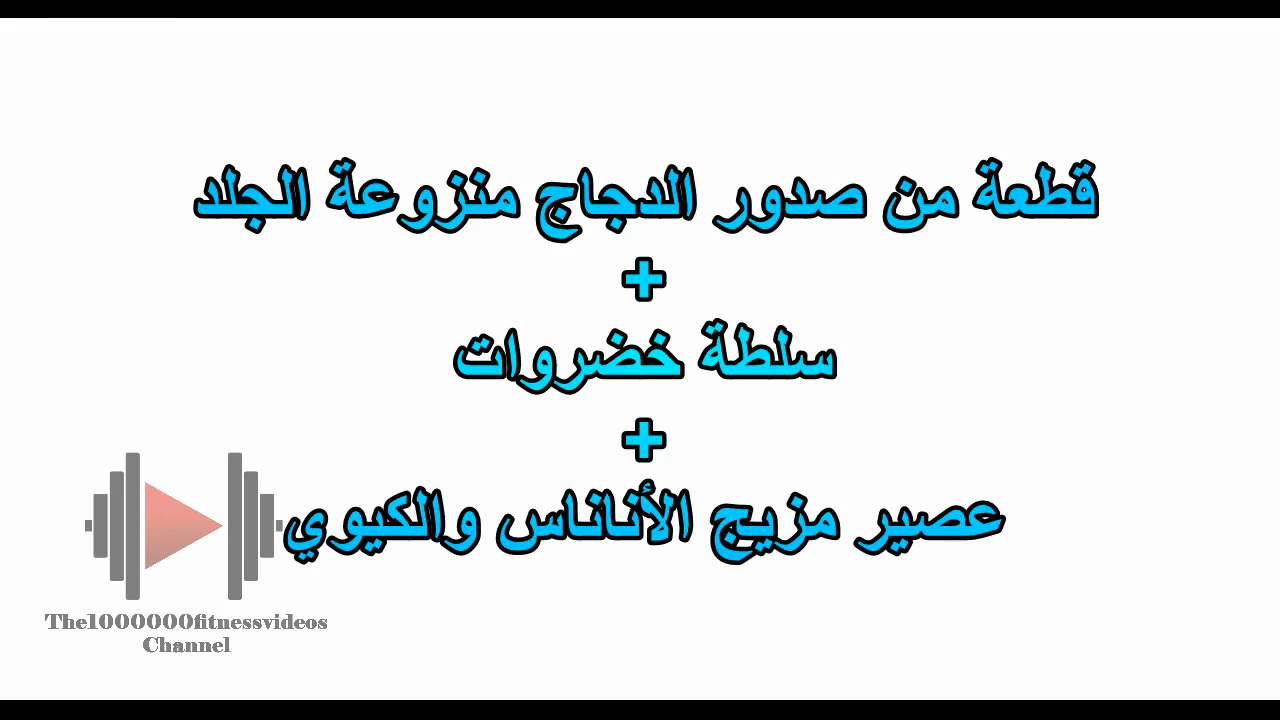 قطعة من صدور الدجاج منزوعة الجلد
+
سلطة خضروات
+
عصير مزيج الأناناس والكيوي
The1000000fitnessvideos
Channel